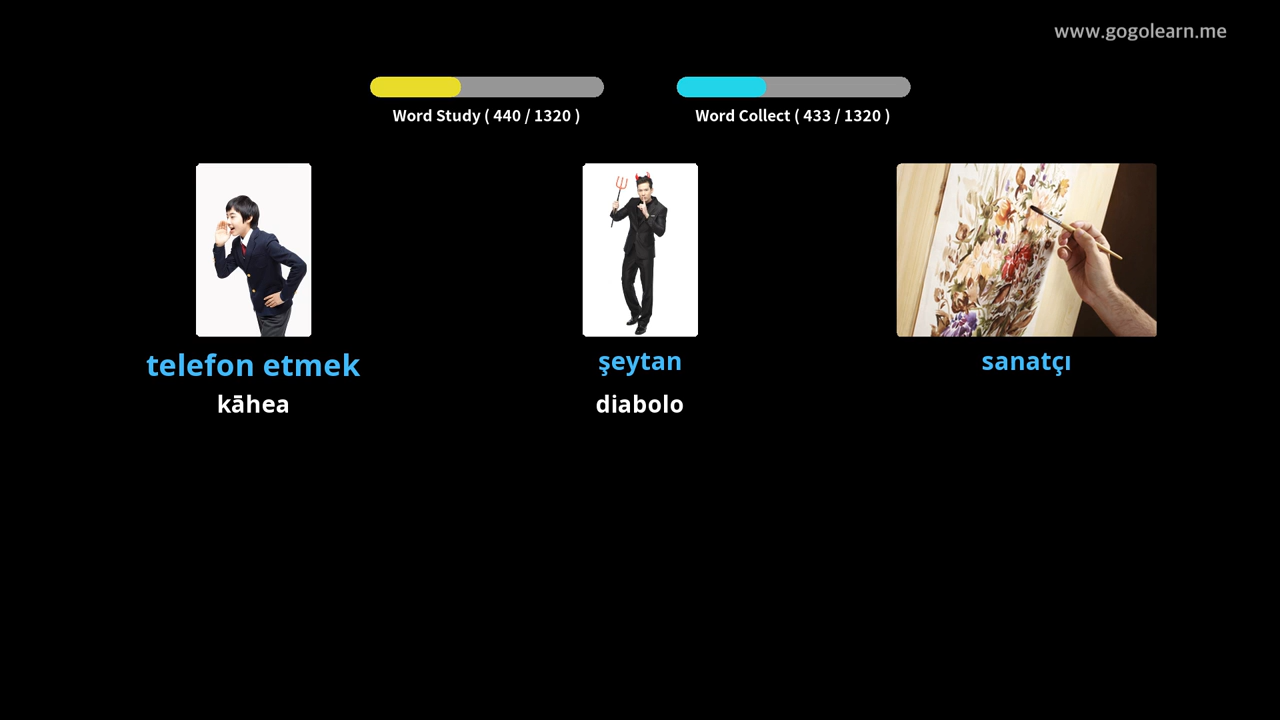 www.gogolearn.me
Word Study ( 440 / 1320 )
Word Collect ( 433 / 1320 )
telefon etmek
şeytan
sanatçı
kāhea
diabolo